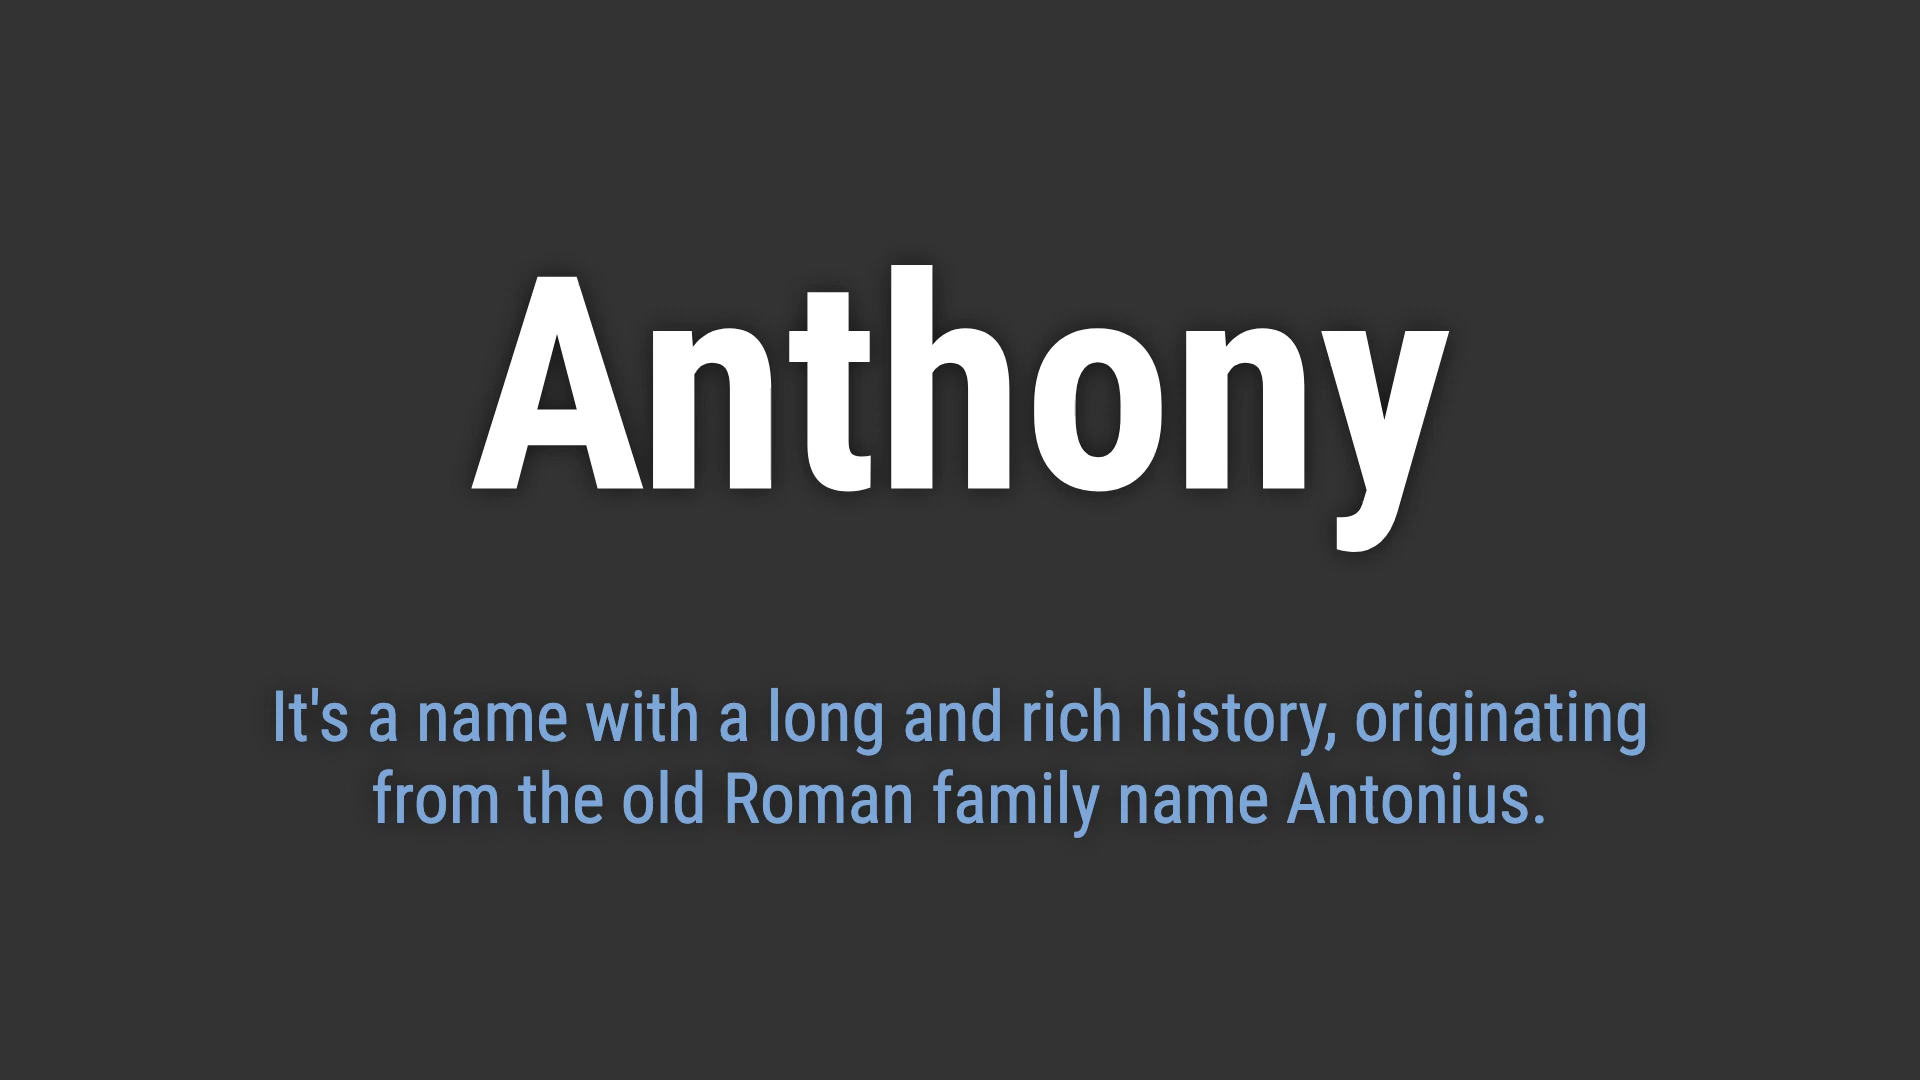 Anthony
It's a name with a long and rich history, originating
from the old Roman family name Antonius.